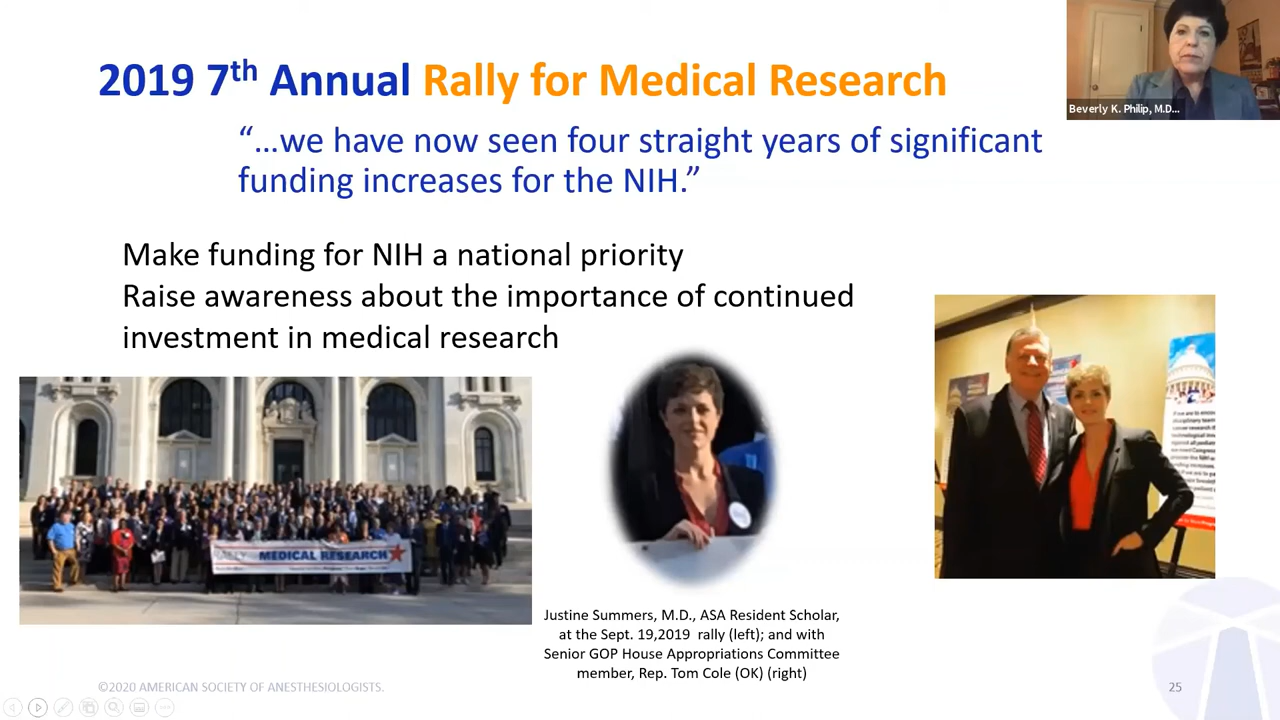 2019 7th Annual Rally for Medical Research
Beverly K. Philip, M.D...
“...we have now seen four straight years of significant
funding increases for the NIH.”
Make funding for NIH a national priority
Raise awareness about the importance of continued
investment in medical research
RALLY MEDICAL RESEARCH
Justine Summers, M.D., ASA Resident Scholar,
at the Sept. 19,2019 rally (left); and with
Senior GOP House Appropriations Committee
member, Rep. Tom Cole (OK) (right)
©2020 AMERICAN SOCIETY OF ANESTHESIOLOGISTS.
25